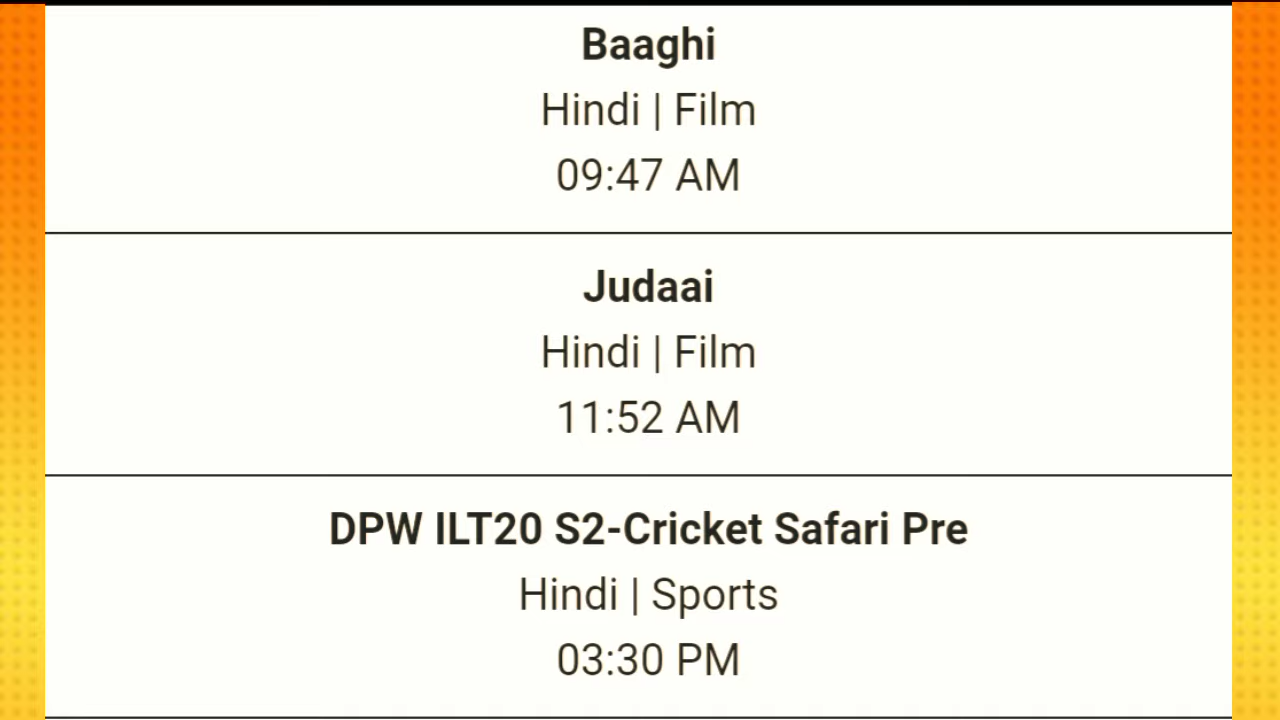 Baaghi
Hindi | Film
09:47 AM
Judaai
Hindi | Film
11:52 AM
DPW ILT20 S2-Cricket Safari Pre
Hindi | Sports
03:30 PM